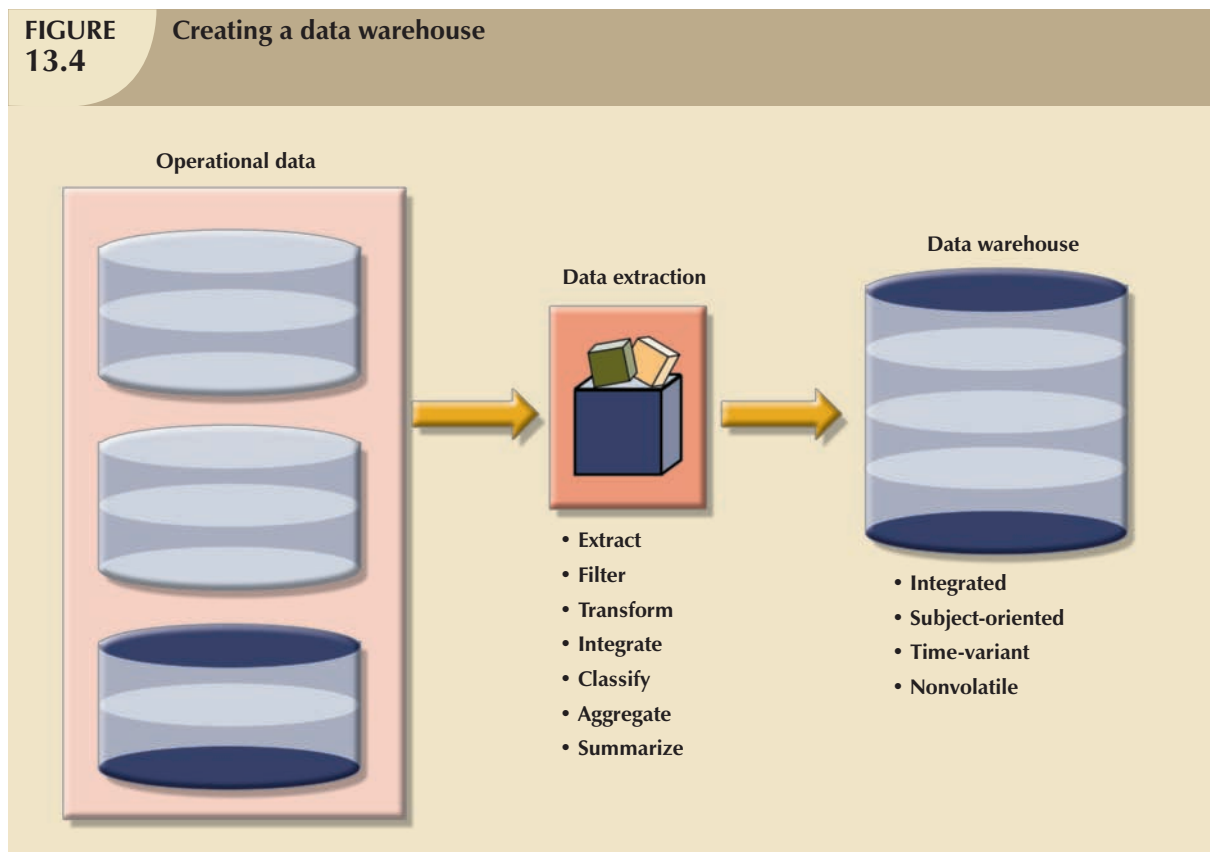 FIGURE
13.4
Creating a data warehouse
Operational data
Data extraction
• Extract
• Filter
• Transform
• Integrate
• Classify
• Aggregate
• Summarize
Data warehouse
• Integrated
• Subject-oriented
• Time-variant
• Nonvolatile